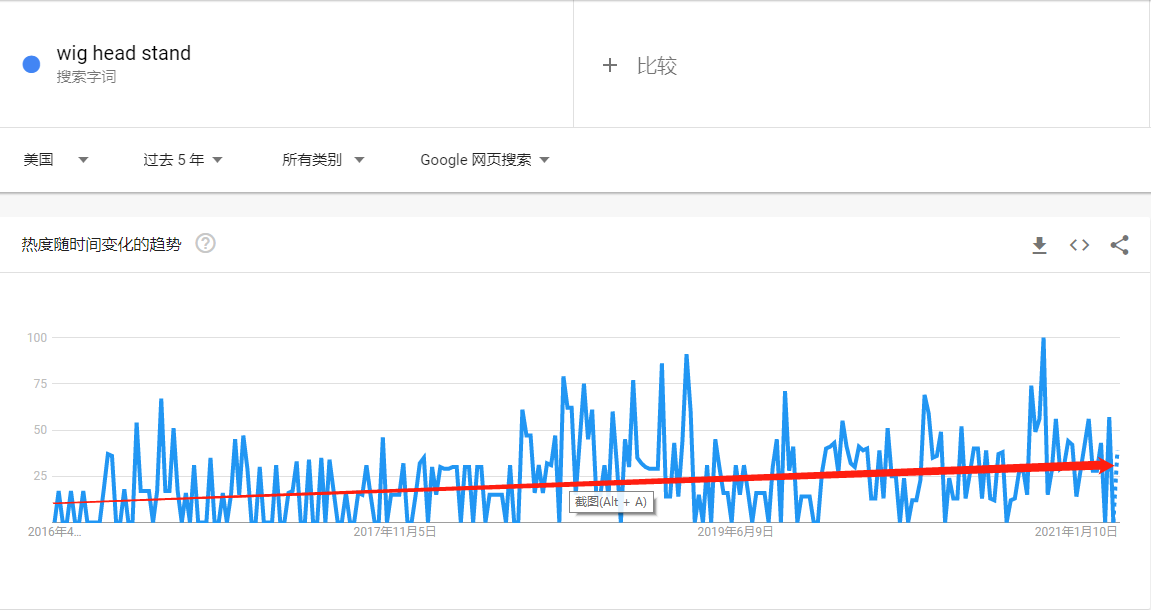 wig head stand
搜索字词
+ 比较
美国
过去 5 年
所有类别
Google 网页搜索
热度随时间变化的趋势
?
100
75
50
25
截图(Alt + A)
2016年4...
2017年11月5日
2019年6月9日
2021年1月10日